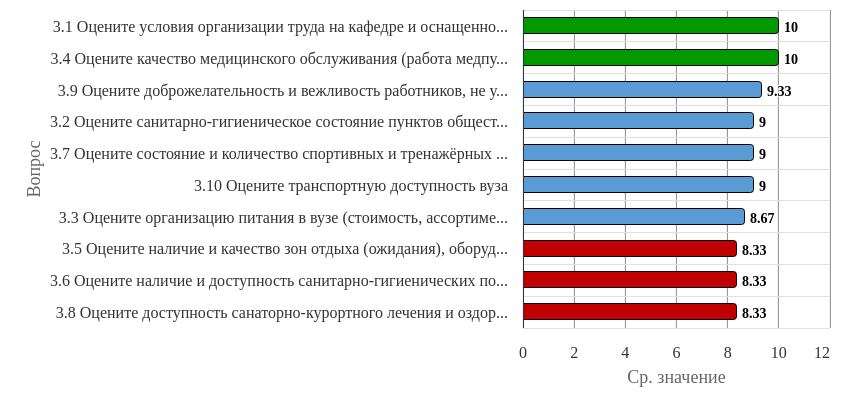 3.1 Оцените условия организации труда на кафедре и оснащенно... 10
3.4 Оцените качество медицинского обслуживания (работа медпу... 10
3.9 Оцените доброжелательность и вежливость работников, не у... 9.33
3.2 Оцените санитарно-гигиеническое состояние пунктов общест... 9
3.7 Оцените состояние и количество спортивных и тренажёрных ... 9
3.10 Оцените транспортную доступность вуза 9
3.3 Оцените организацию питания в вузе (стоимость, ассортиме... 8.67
3.5 Оцените наличие и качество зон отдыха (ожидания), оборуд... 8.33
3.6 Оцените наличие и доступность санитарно-гигиенических по... 8.33
3.8 Оцените доступность санаторно-курортного лечения и оздор... 8.33
Вопрос
0 2 4 6 8 10 12
Ср. значение